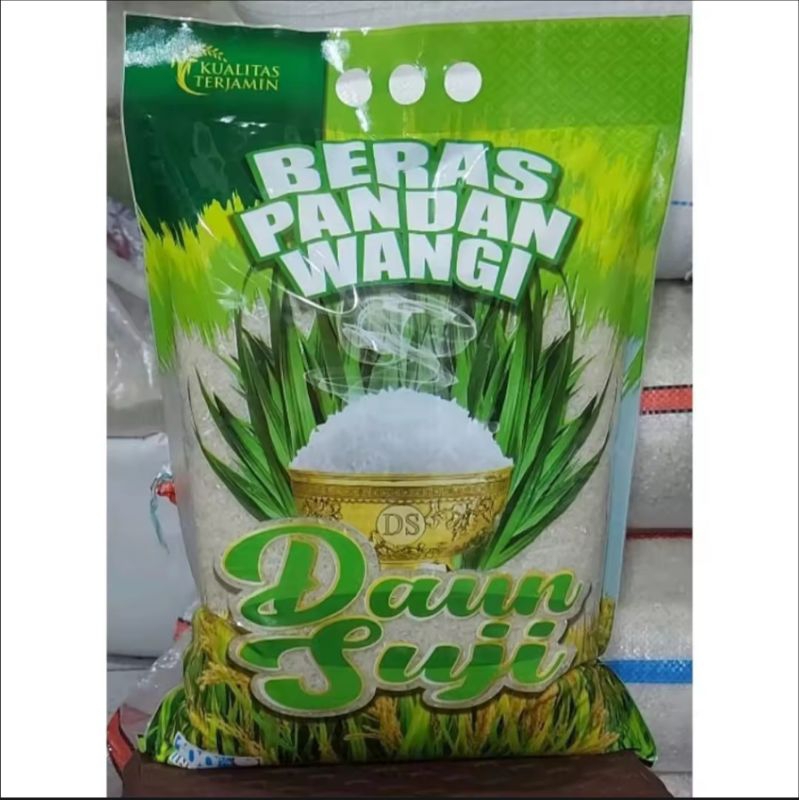 KUALITAS
TERJAMIN
BERAS
PANDAN
WANGI
DS
Daun
Suji